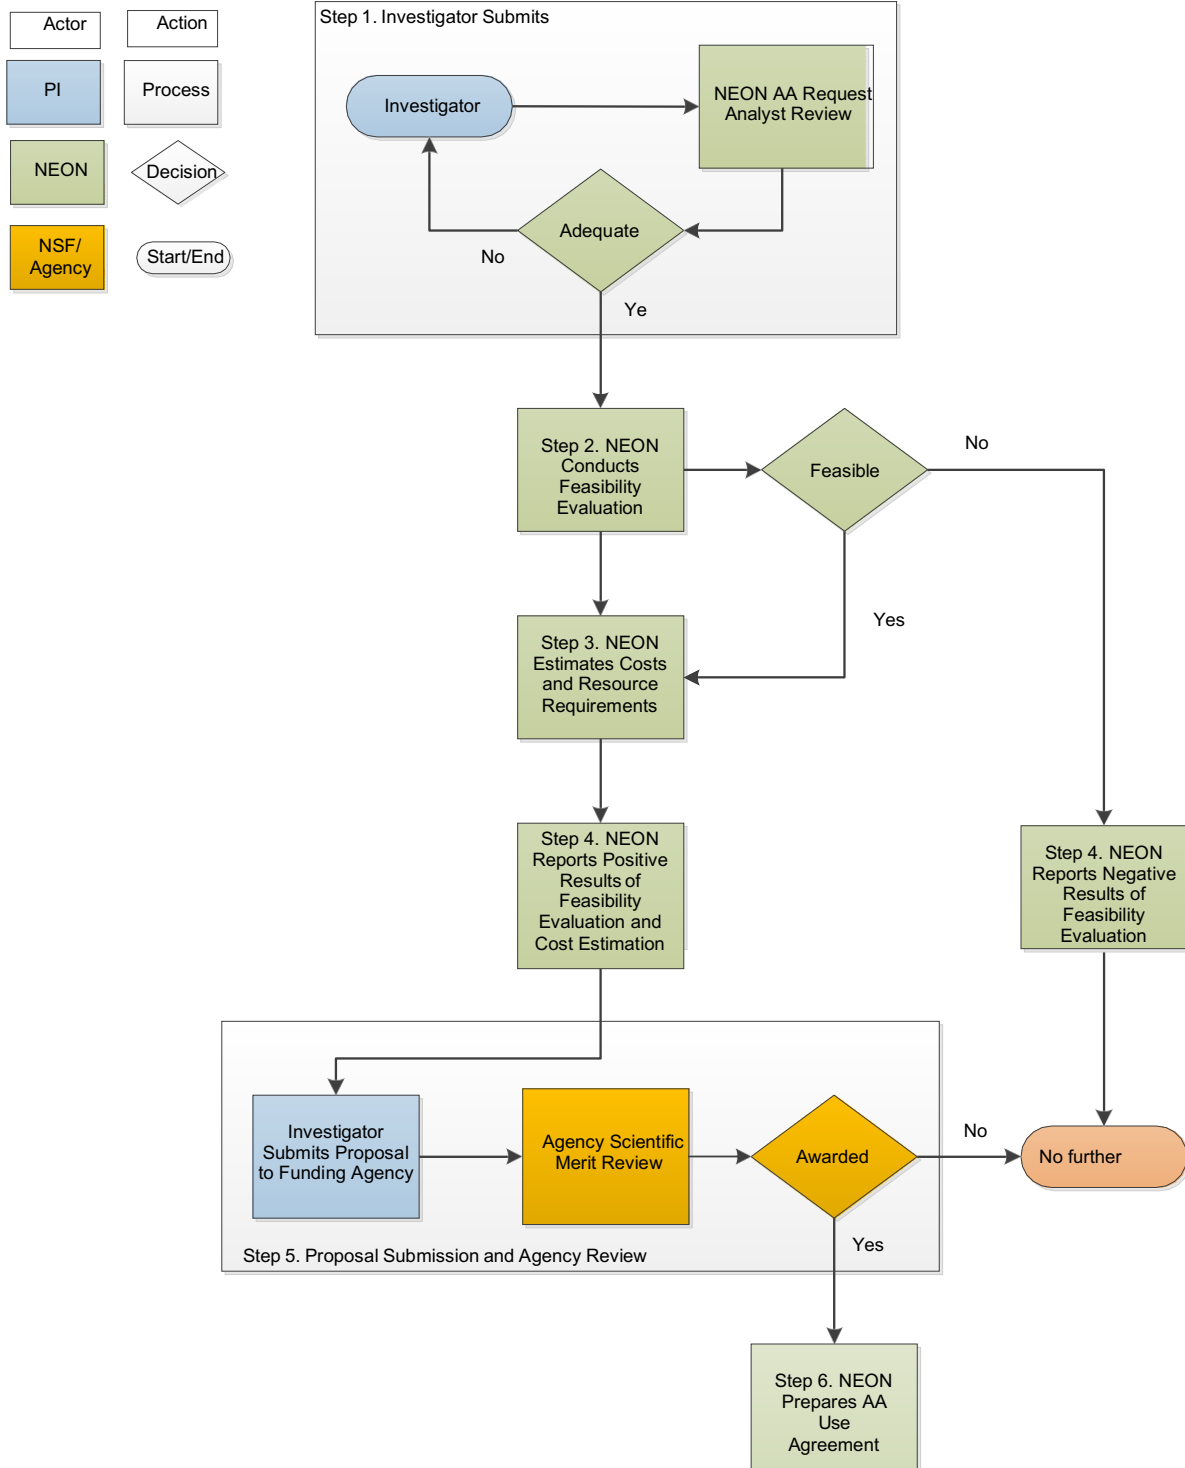 Actor
Action
PI
Process
NEON
Decision
NSF/
Agency
Start/End
Step 1. Investigator Submits
Investigator
NEON AA Request
Analyst Review
Adequate
No
Ye
Step 2. NEON
Conducts
Feasibility
Evaluation
Feasible
No
Yes
Step 3. NEON
Estimates Costs
and Resource
Requirements
Step 4. NEON
Reports Positive
Results of
Feasibility
Evaluation and
Cost Estimation
Step 4. NEON
Reports Negative
Results of
Feasibility
Evaluation
Investigator
Submits Proposal
to Funding Agency
Agency Scientific
Merit Review
Awarded
No
No further
Yes
Step 5. Proposal Submission and Agency Review
Step 6. NEON
Prepares AA
Use
Agreement